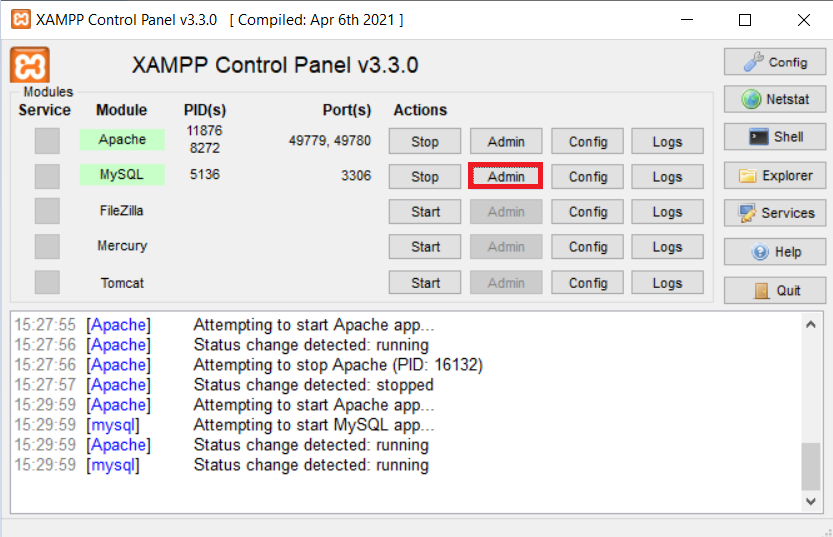 XAMPP Control Panel v3.3.0 [ Compiled: Apr 6th 2021 ]
XAMPP Control Panel v3.3.0
Config
Modules
Service Module PID(s) Port(s) Actions
Netstat
Apache 11876 8272 49779, 49780 Stop Admin Config Logs
Shell
MySQL 5136 3306 Stop Admin Config Logs
Explorer
FileZilla Start Admin Config Logs
Services
Mercury Start Admin Config Logs
Help
Tomcat Start Admin Config Logs
Quit
15:27:55 [Apache] Attempting to start Apache app...
15:27:56 [Apache] Status change detected: running
15:27:56 [Apache] Attempting to stop Apache (PID: 16132)
15:27:57 [Apache] Status change detected: stopped
15:29:59 [Apache] Attempting to start Apache app...
15:29:59 [mysql] Attempting to start MySQL app...
15:29:59 [Apache] Status change detected: running
15:29:59 [mysql] Status change detected: running